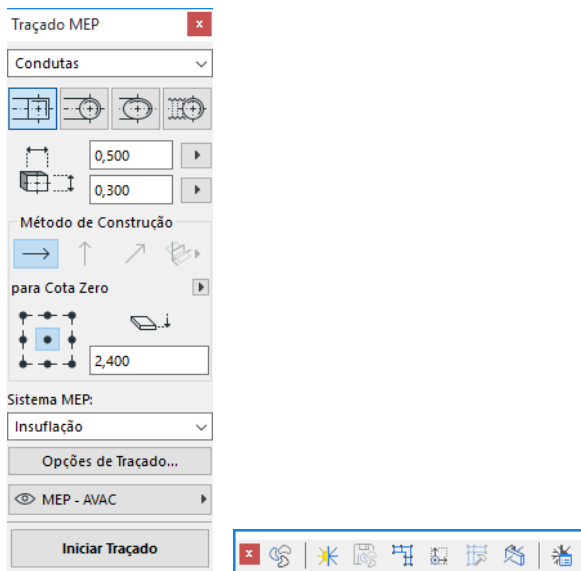 Traçado MEP
Condutas
0,500
0,300
Método de Construção
para Cota Zero
2,400
Sistema MEP:
Insuflação
Opções de Traçado...
MEP - AVAC
Iniciar Traçado